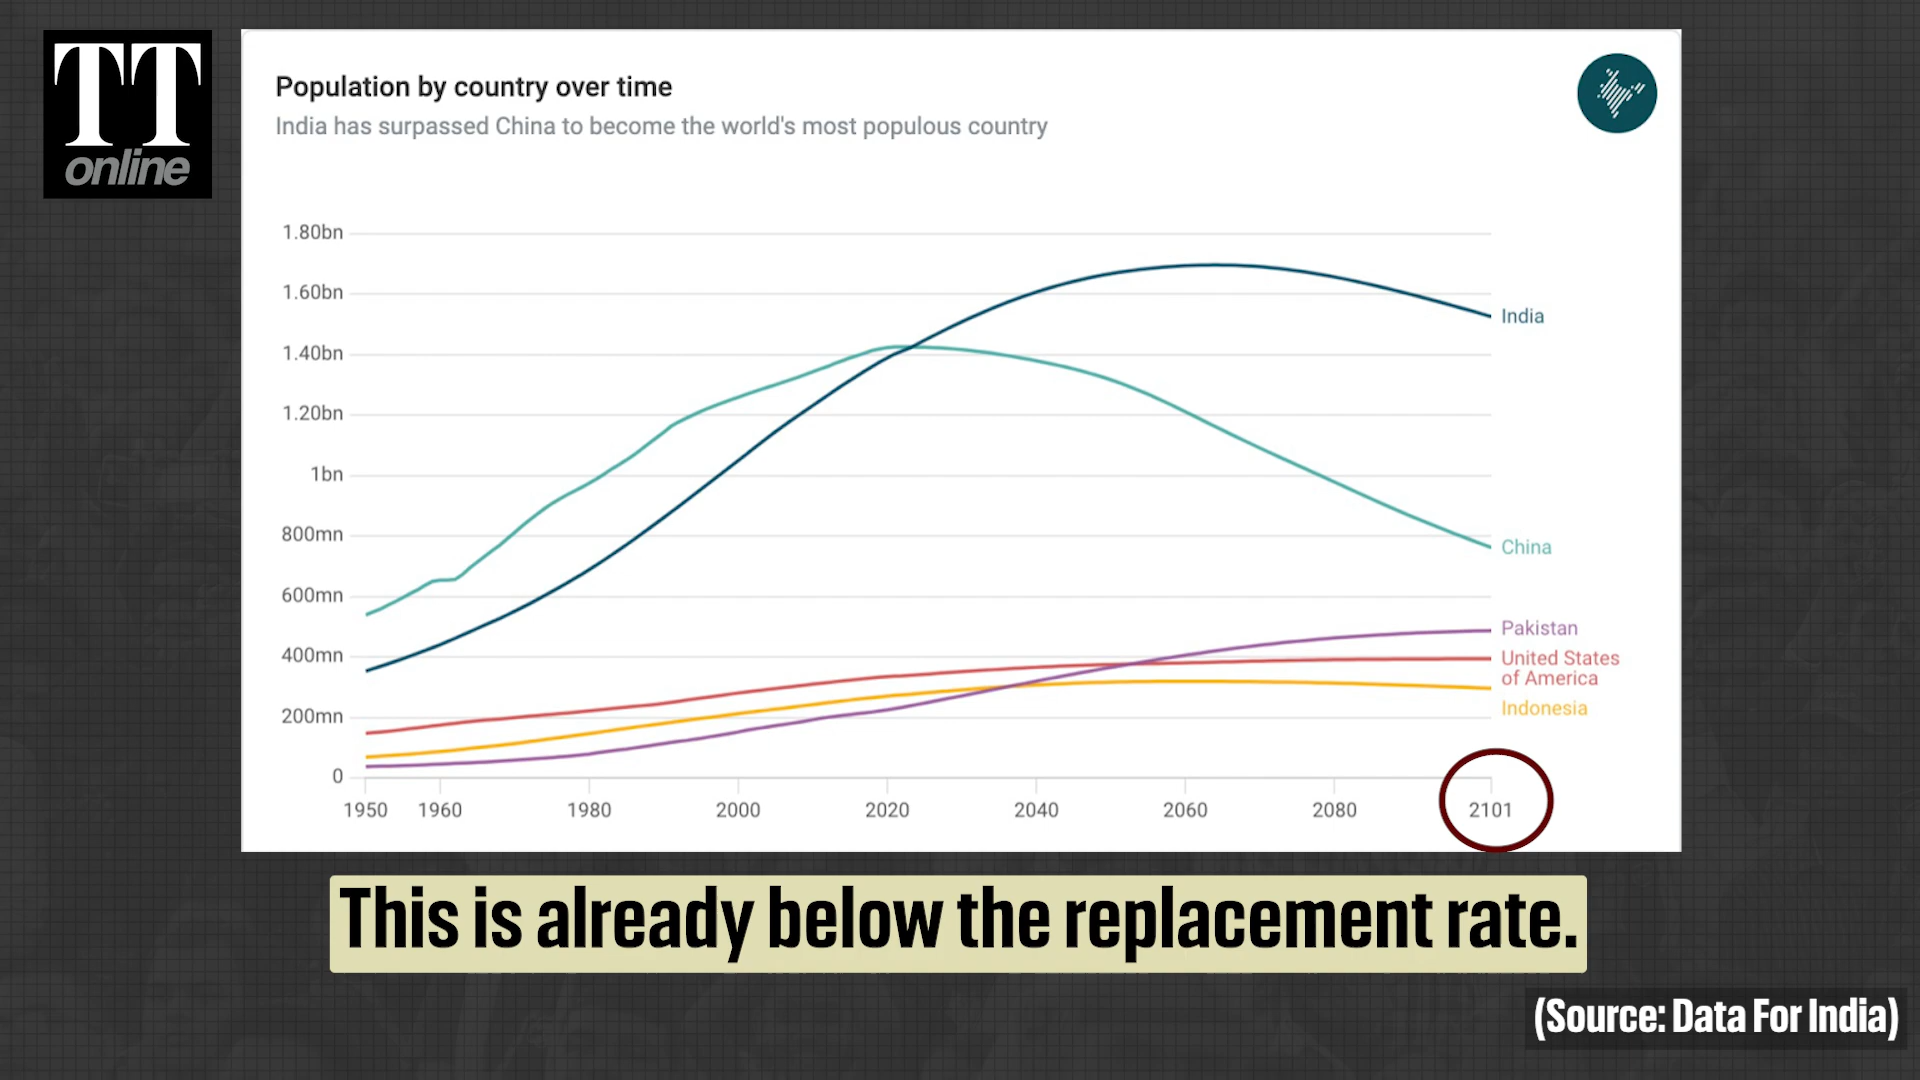 TT
online
Population by country over time
India has surpassed China to become the world's most populous country
1.80bn
1.60bn
1.40bn
1.20bn
1bn
800mn
600mn
400mn
200mn
0
India
China
Pakistan
United States
of America
Indonesia
1950 1960 1980 2000 2020 2040 2060 2080 2101
This is already below the replacement rate.
(Source: Data For India)